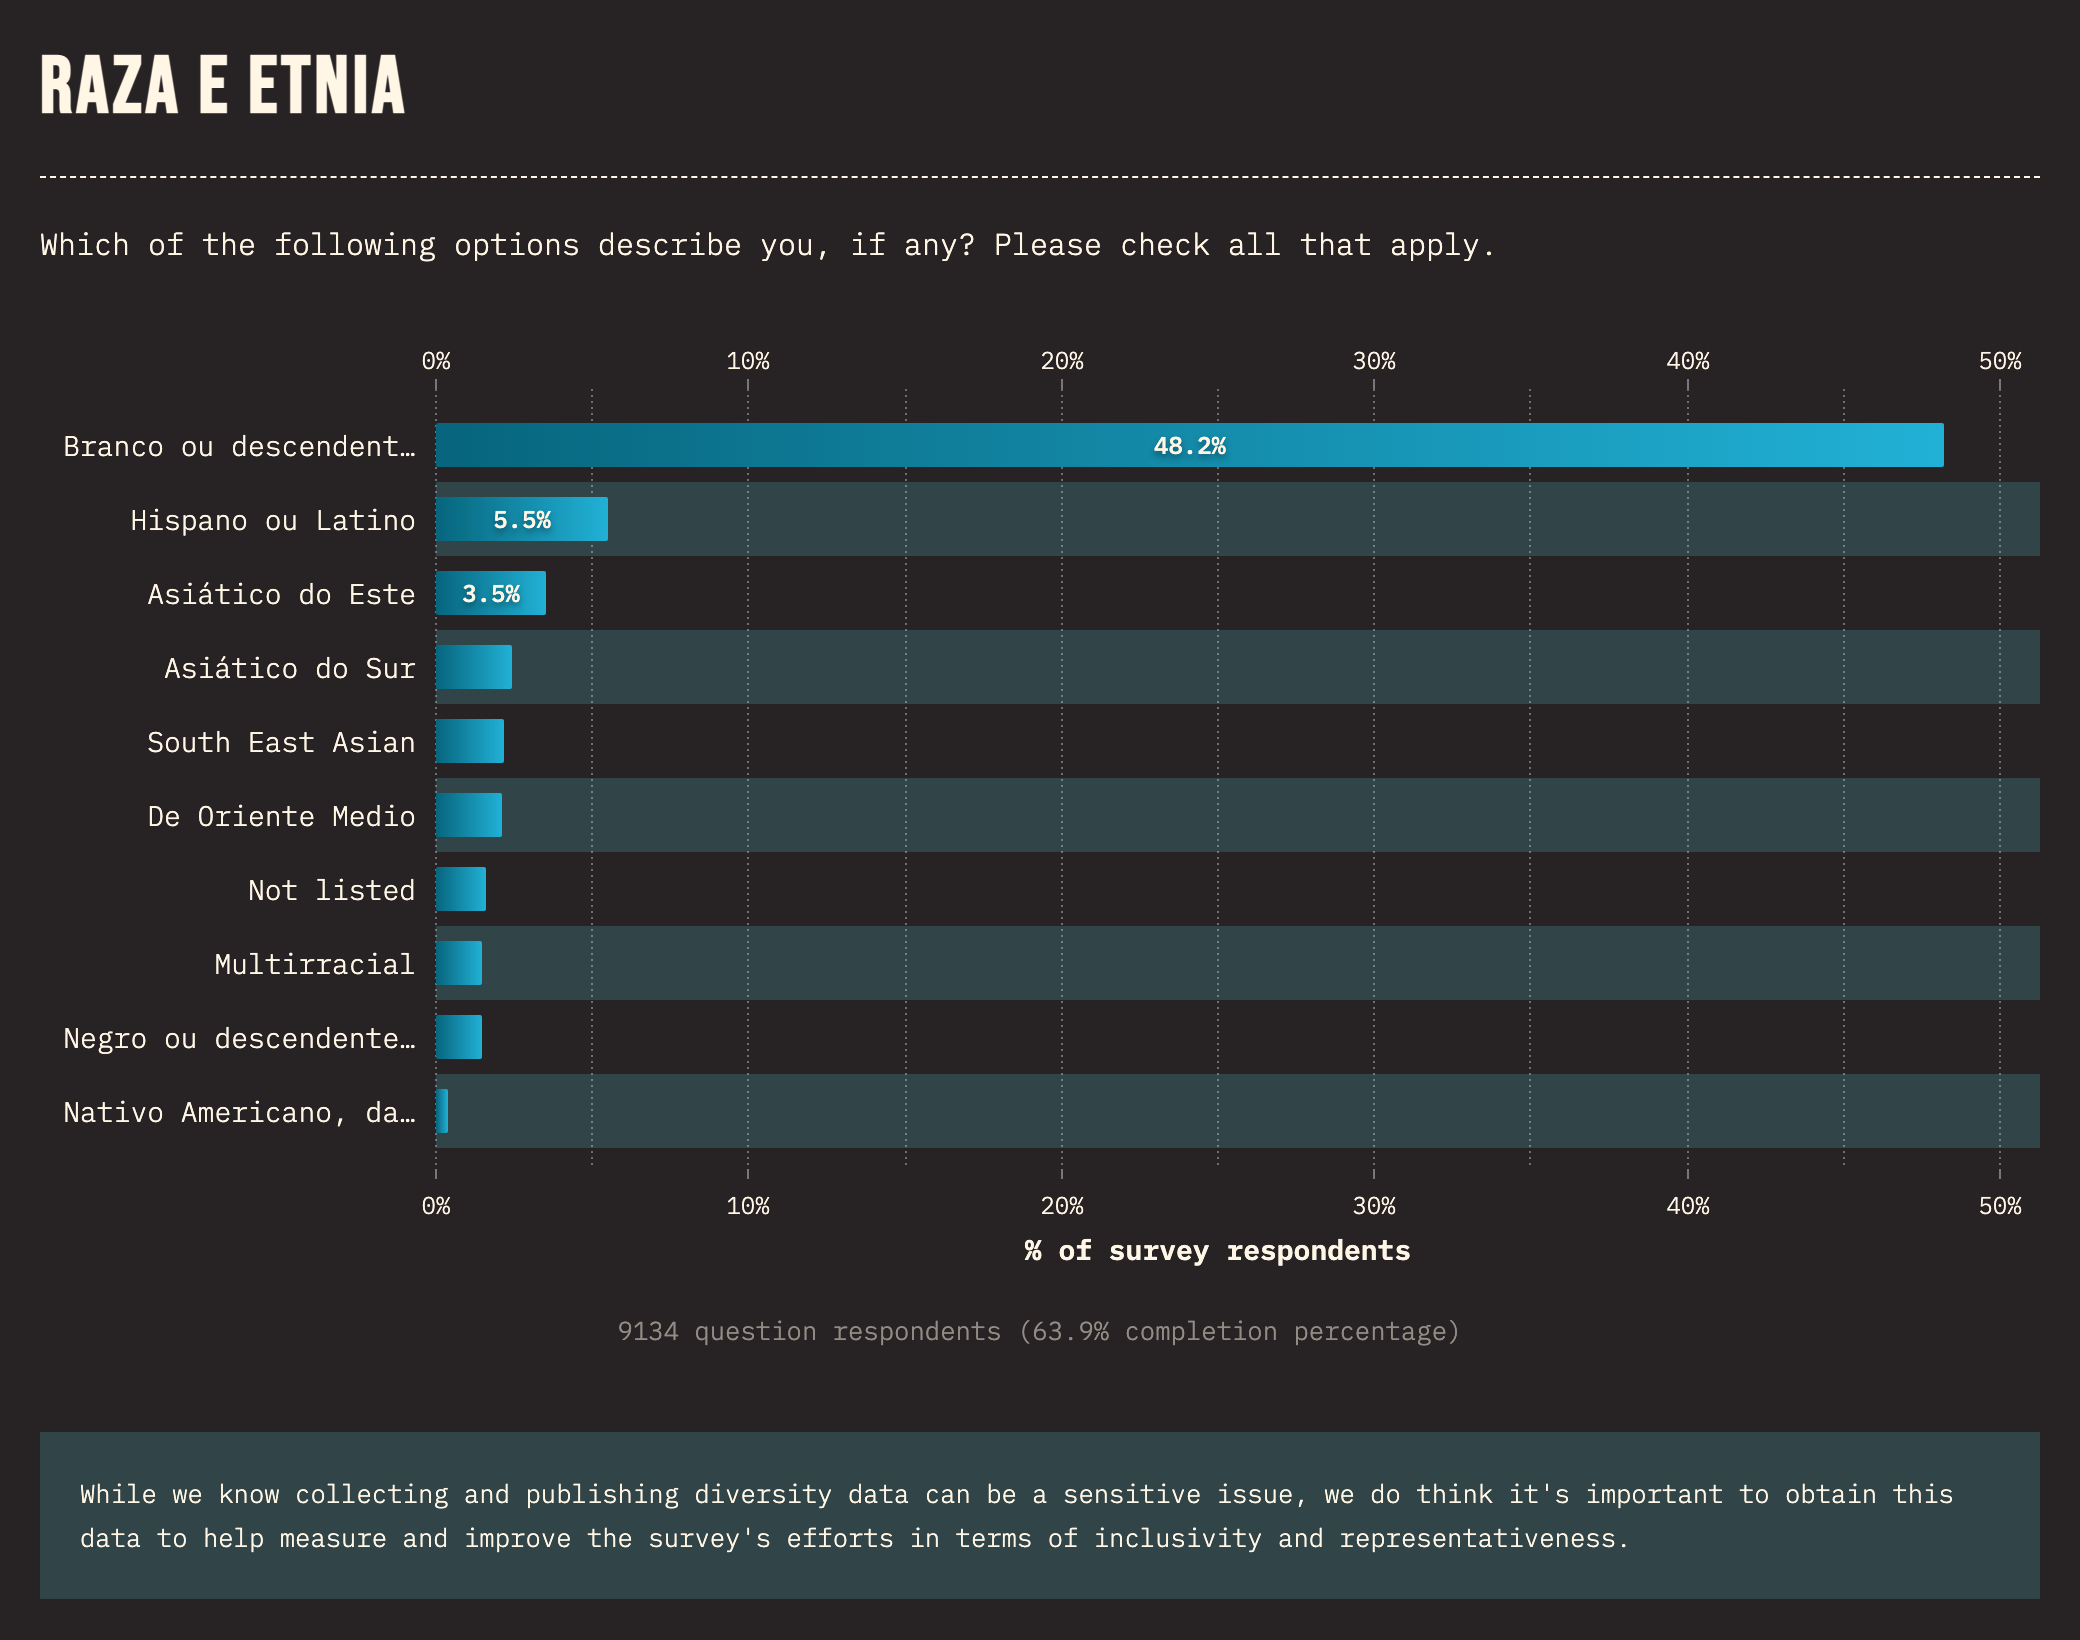 RAZA E ETNIA
Which of the following options describe you, if any? Please check all that apply.
0% 10% 20% 30% 40% 50%
Branco ou descendent… 48.2%
Hispano ou Latino 5.5%
Asiático do Este 3.5%
Asiático do Sur
South East Asian
De Oriente Medio
Not listed
Multirracial
Negro ou descendente…
Nativo Americano, da…
0% 10% 20% 30% 40% 50%
% of survey respondents
9134 question respondents (63.9% completion percentage)
While we know collecting and publishing diversity data can be a sensitive issue, we do think it's important to obtain this
data to help measure and improve the survey's efforts in terms of inclusivity and representativeness.